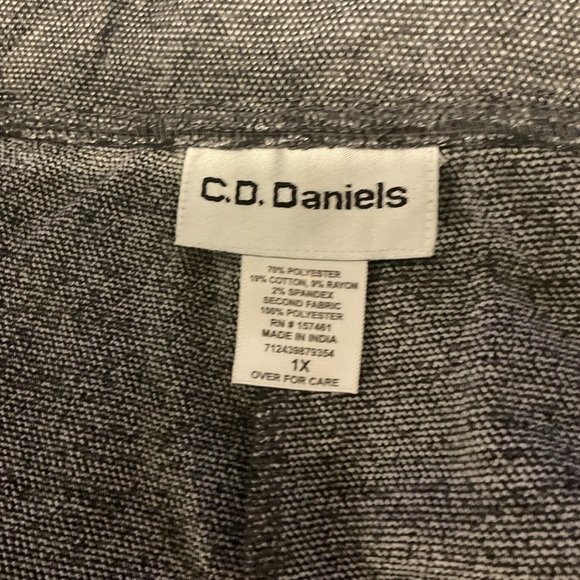 C.D. Daniels
70% POLYESTER
19% COTTON, 9% RAYON
2% SPANDEX
SECOND FABRIC
100% POLYESTER
RN # 157461
MADE IN INDIA
712439879354
1X
OVER FOR CARE